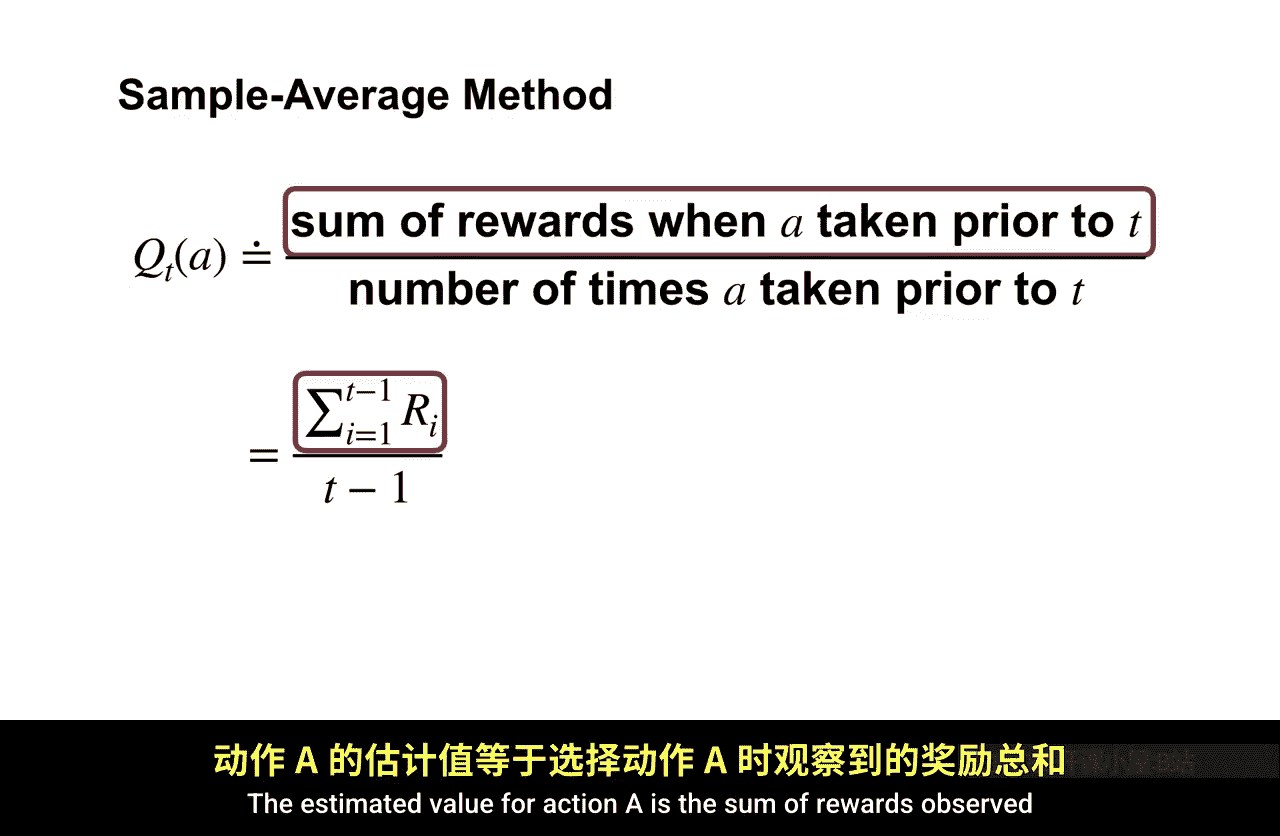 Sample-Average Method
Qₜ(a) ≐ sum of rewards when a taken prior to t
number of times a taken prior to t
= ∑ᵢ₌₁ᵗ⁻¹ Rᵢ
t − 1
动作 A 的估计值等于选择动作 A 时观察到的奖励总和
The estimated value for action A is the sum of rewards observed